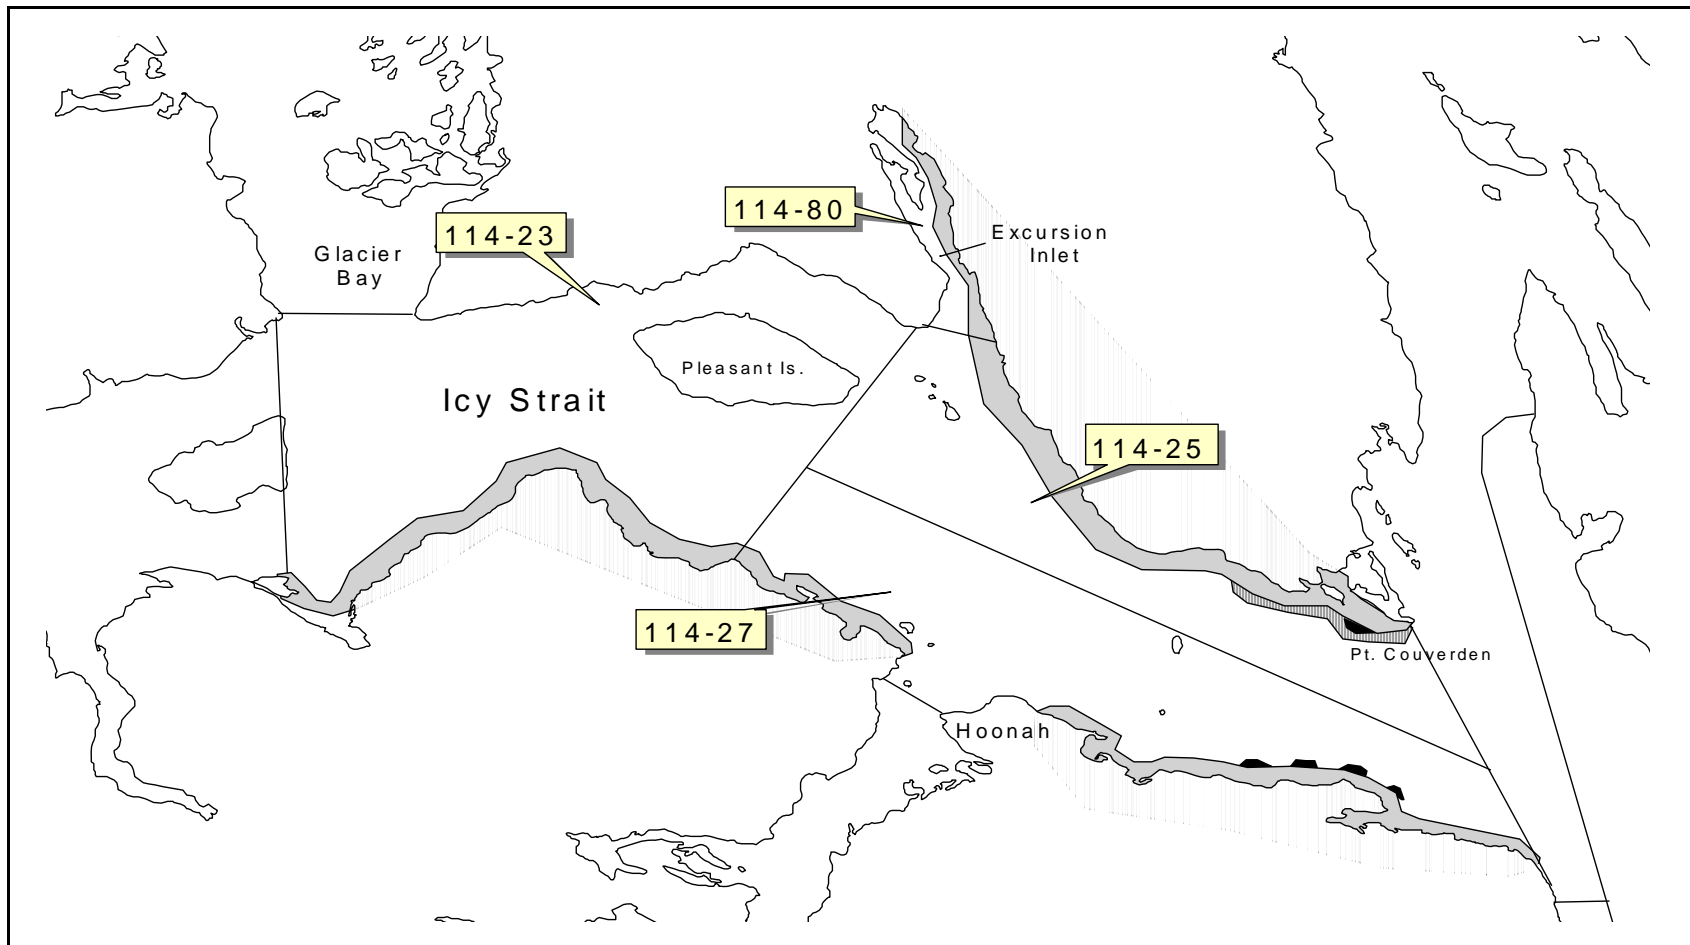 114-80
114-23
Excursion
Inlet
Glacier
Bay
Pleasant Is.
Icy Strait
114-25
114-27
Pt. Couverden
Hoonah